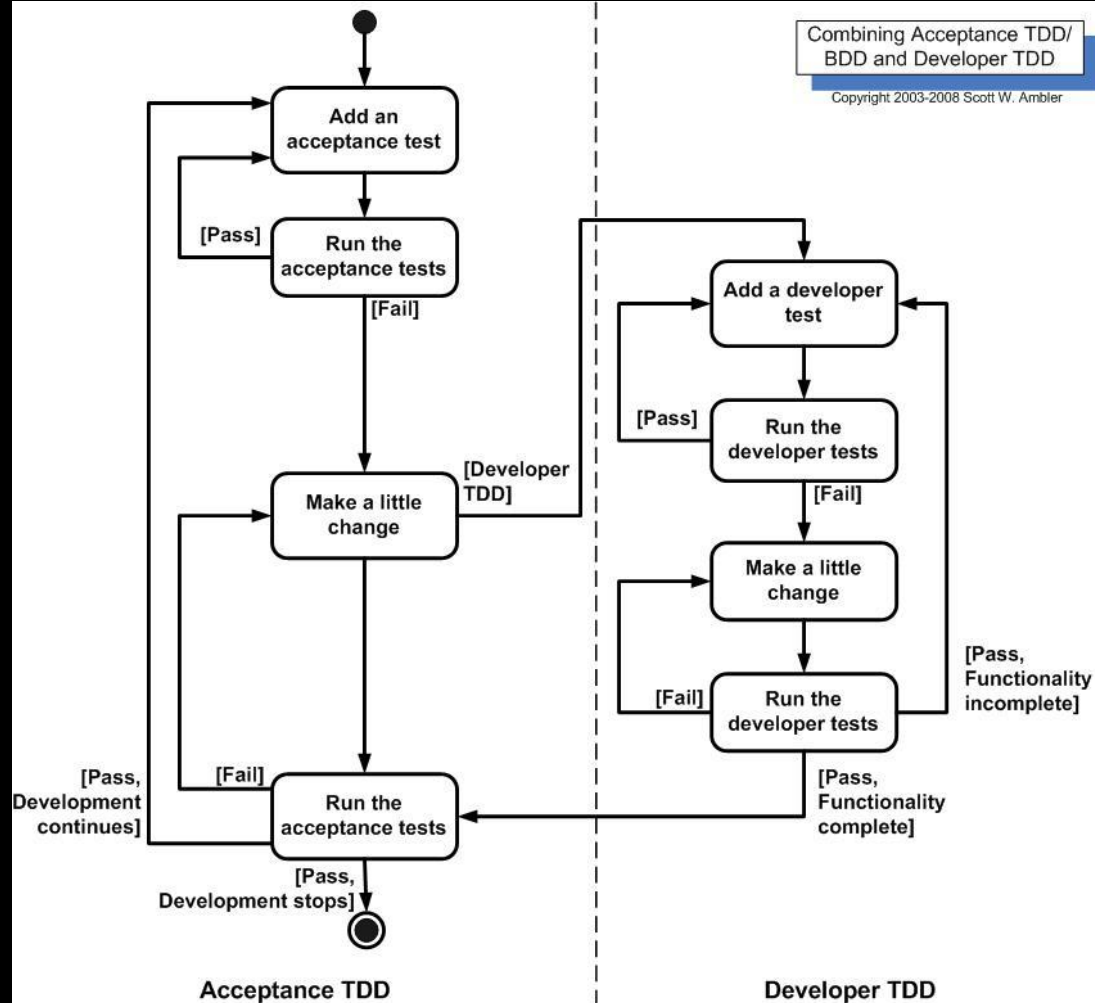 Combining Acceptance TDD/
BDD and Developer TDD
Copyright 2003-2008 Scott W. Ambler
Add an
acceptance test
[Pass]
Run the
acceptance tests
[Fail]
Make a little
change
[Developer
TDD]
[Fail]
[Pass,
Development
continues]
Run the
acceptance tests
[Pass,
Development stops]
Acceptance TDD
Add a developer
test
[Pass]
Run the
developer tests
[Fail]
Make a little
change
[Fail]
Run the
developer tests
[Pass,
Functionality
incomplete]
[Pass,
Functionality
complete]
Developer TDD